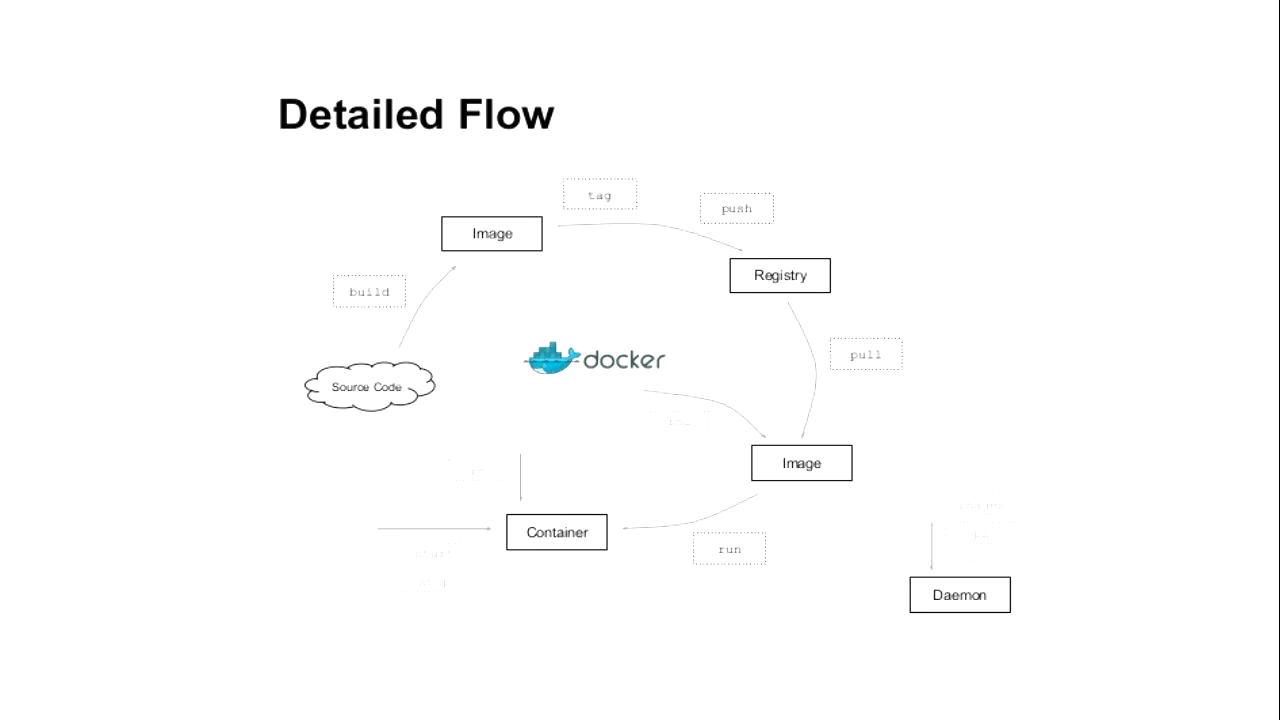 Detailed Flow
tag
push
Image
Registry
build
docker
pull
Source Code
Image
Container
run
Daemon